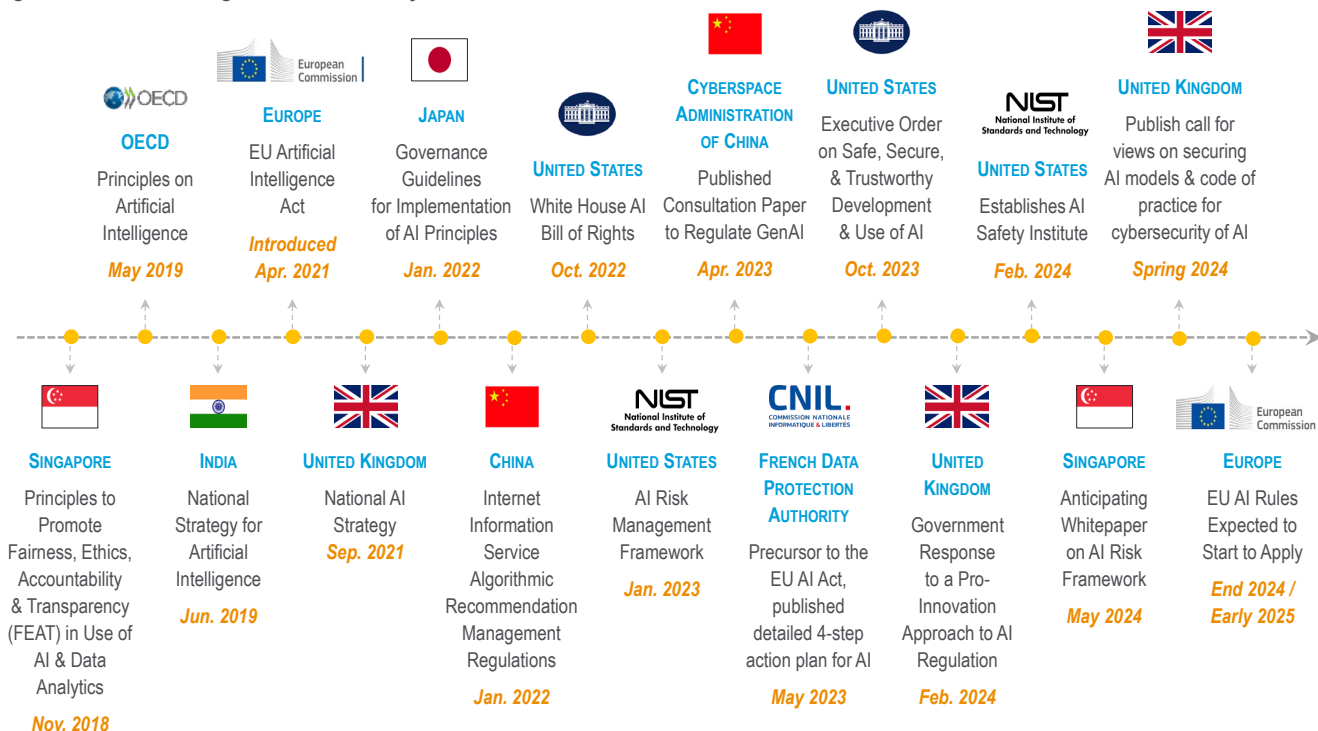 OECD
OECD
Principles on
Artificial
Intelligence
May 2019
European
Commission
EUROPE
EU Artificial
Intelligence
Act
Introduced
Apr. 2021
JAPAN
Governance
Guidelines
for Implementation
of AI Principles
Jan. 2022
UNITED STATES
White House AI
Bill of Rights
Oct. 2022
CYBERSPACE
ADMINISTRATION
OF CHINA
Published
Consultation Paper
to Regulate GenAI
Apr. 2023
UNITED STATES
Executive Order
on Safe, Secure,
& Trustworthy
Development
& Use of AI
Oct. 2023
NIST
National Institute of
Standards and Technology
UNITED STATES
Establishes AI
Safety Institute
Feb. 2024
UNITED KINGDOM
Publish call for
views on securing
AI models & code of
practice for
cybersecurity of AI
Spring 2024
SINGAPORE
Principles to
Promote
Fairness, Ethics,
Accountability
& Transparency
(FEAT) in Use of
AI & Data
Analytics
Nov. 2018
INDIA
National
Strategy for
Artificial
Intelligence
Jun. 2019
UNITED KINGDOM
National AI
Strategy
Sep. 2021
CHINA
Internet
Information
Service
Algorithmic
Recommendation
Management
Regulations
Jan. 2022
NIST
National Institute of
Standards and Technology
UNITED STATES
AI Risk
Management
Framework
Jan. 2023
CNIL.
COMMISSION NATIONALE
INFORMATIQUE & LIBERTÉS
FRENCH DATA
PROTECTION
AUTHORITY
Precursor to the
EU AI Act,
published
detailed 4-step
action plan for AI
May 2023
UNITED
KINGDOM
Government
Response
to a Pro-
Innovation
Approach to AI
Regulation
Feb. 2024
SINGAPORE
Anticipating
Whitepaper
on AI Risk
Framework
May 2024
European
Commission
EUROPE
EU AI Rules
Expected to
Start to Apply
End 2024 /
Early 2025